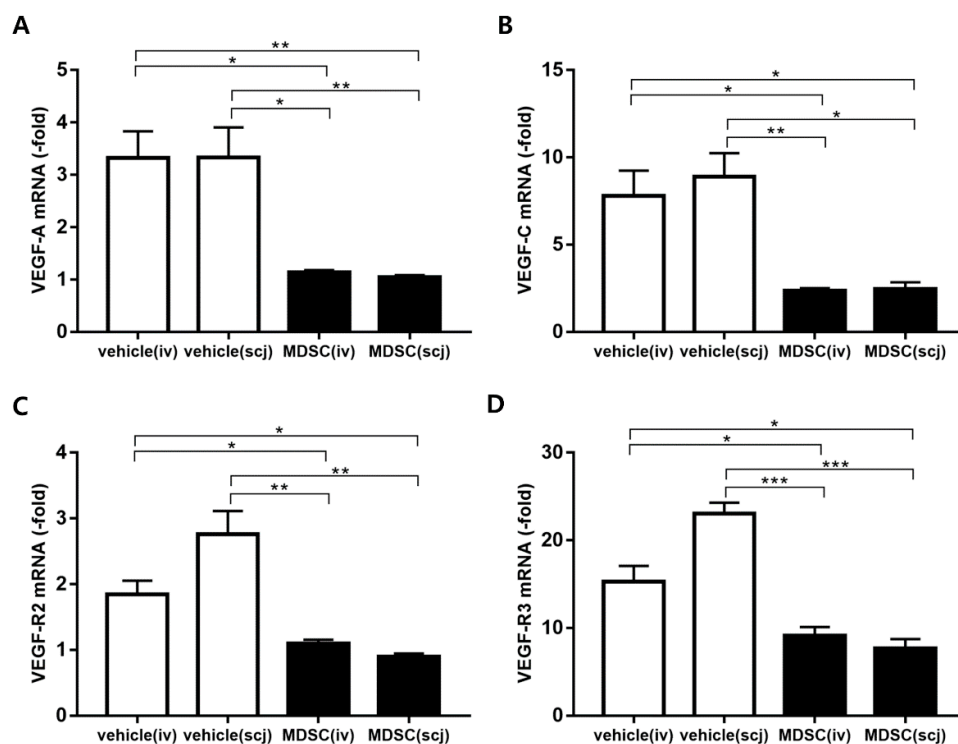 A
**
*
**
*
5
4
3
2
1
0
VEGF-A mRNA (-fold)
vehicle(iv) vehicle(scj) MDSC(iv) MDSC(scj)
B
*
*
*
**
15
10
5
0
VEGF-C mRNA (-fold)
vehicle(iv) vehicle(scj) MDSC(iv) MDSC(scj)
C
*
*
**
**
4
3
2
1
0
VEGF-R2 mRNA (-fold)
vehicle(iv) vehicle(scj) MDSC(iv) MDSC(scj)
D
*
*
***
***
30
20
10
0
VEGF-R3 mRNA (-fold)
vehicle(iv) vehicle(scj) MDSC(iv) MDSC(scj)